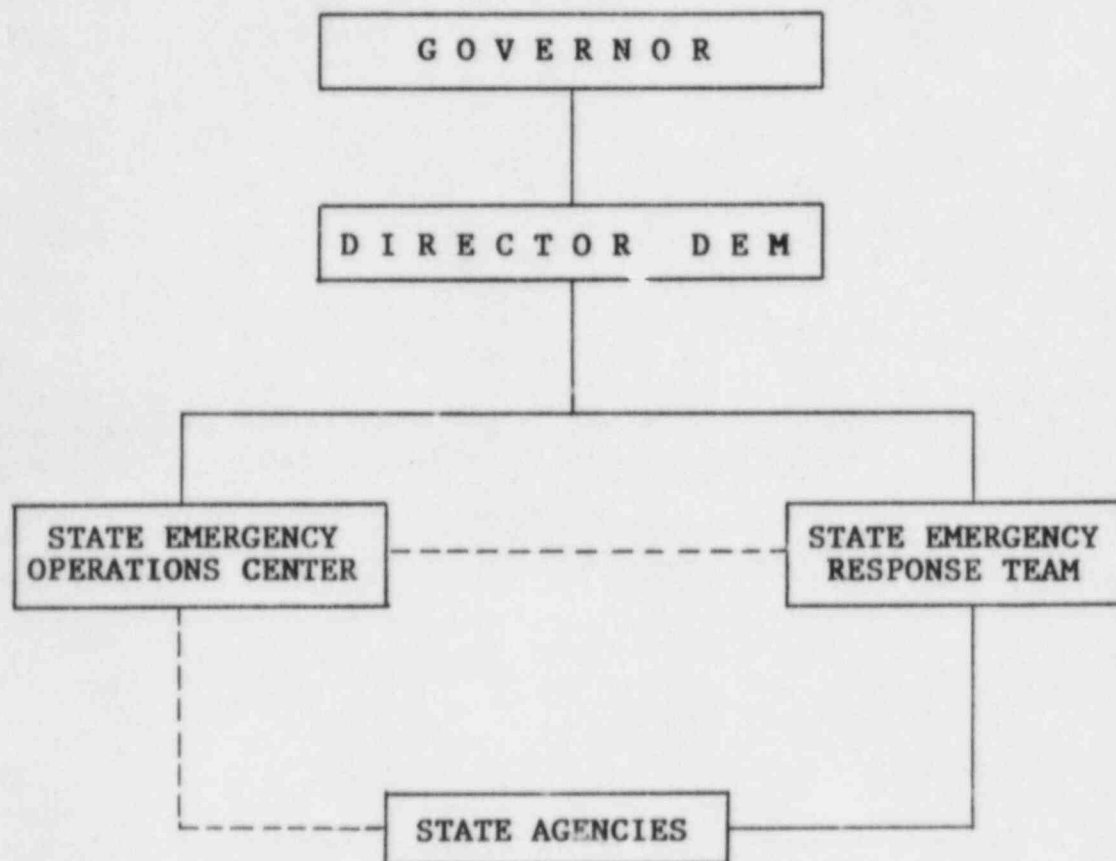 GOVERNOR
DIRECTOR DEM
STATE EMERGENCY
OPERATIONS CENTER
STATE EMERGENCY
RESPONSE TEAM
STATE AGENCIES